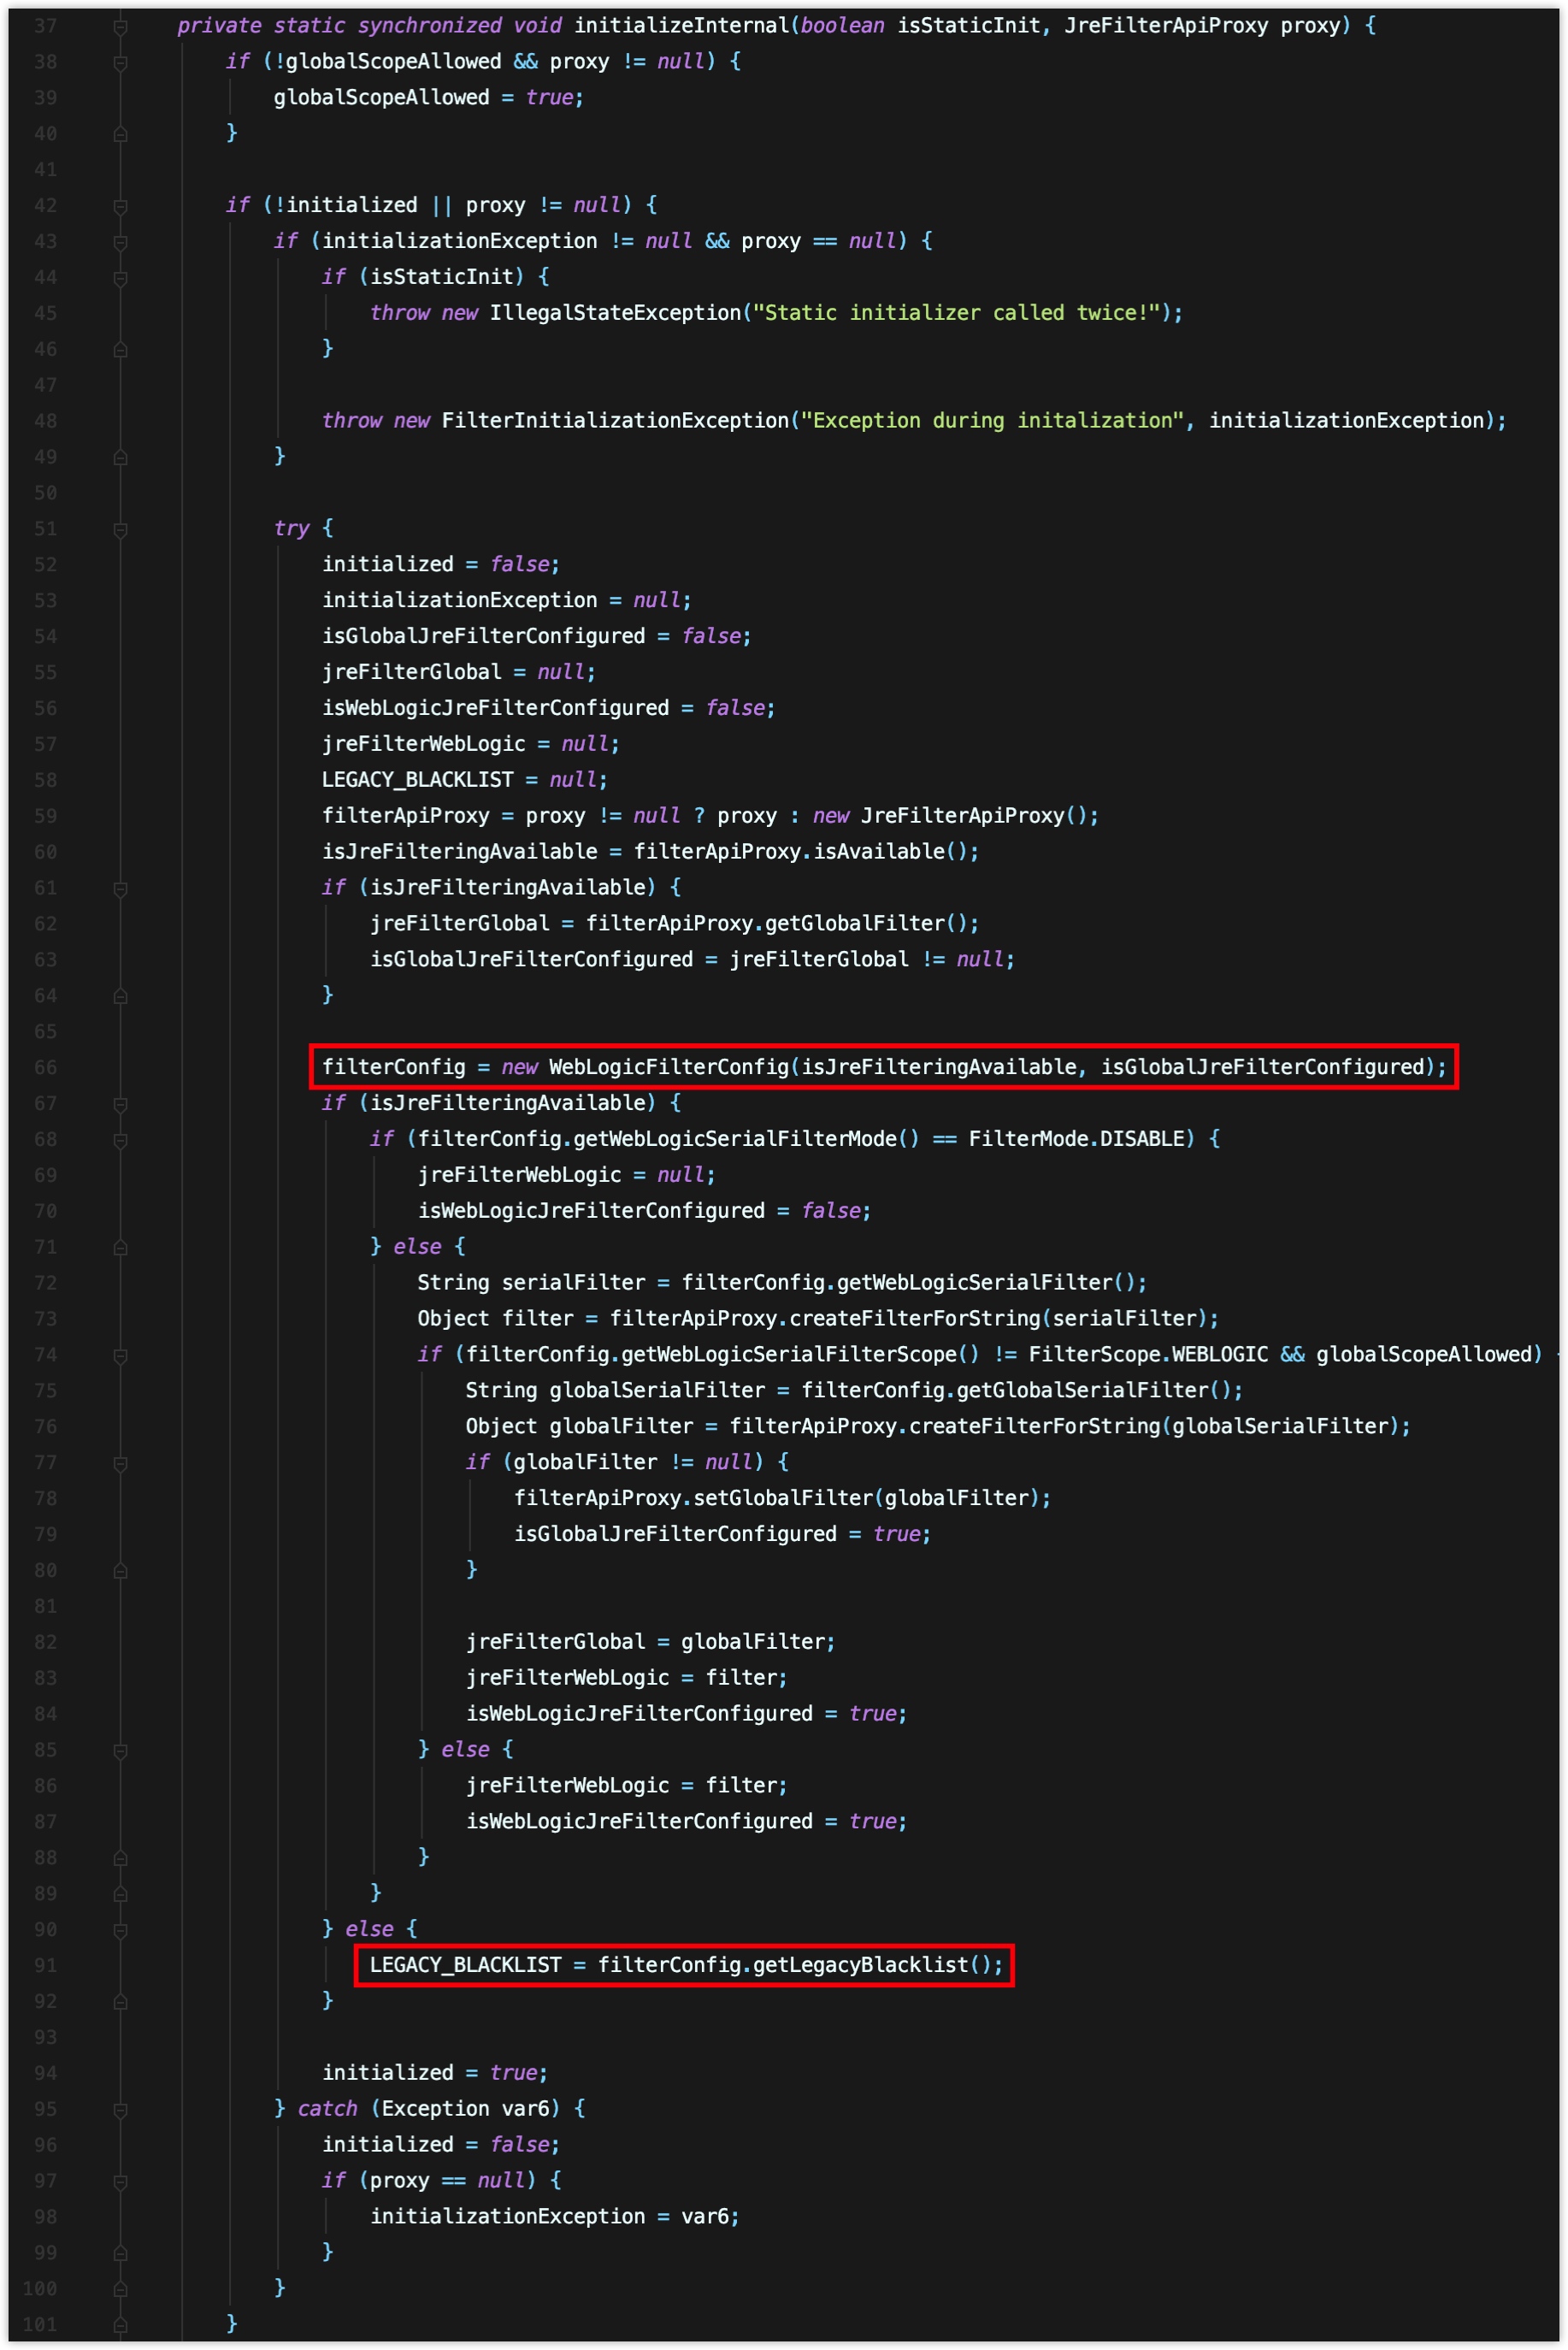 37 private static synchronized void initializeInternal(boolean isStaticInit, JreFilterApiProxy proxy) {
38 if (!globalScopeAllowed && proxy != null) {
39 globalScopeAllowed = true;
40 }
41
42 if (!initialized || proxy != null) {
43 if (initializationException != null && proxy == null) {
44 if (isStaticInit) {
45 throw new IllegalStateException("Static initializer called twice!");
46 }
47
48 throw new FilterInitializationException("Exception during initalization", initializationException);
49 }
50
51 try {
52 initialized = false;
53 initializationException = null;
54 isGlobalJreFilterConfigured = false;
55 jreFilterGlobal = null;
56 isWebLogicJreFilterConfigured = false;
57 jreFilterWebLogic = null;
58 LEGACY_BLACKLIST = null;
59 filterApiProxy = proxy != null ? proxy : new JreFilterApiProxy();
60 isJreFilteringAvailable = filterApiProxy.isAvailable();
61 if (isJreFilteringAvailable) {
62 jreFilterGlobal = filterApiProxy.getGlobalFilter();
63 isGlobalJreFilterConfigured = jreFilterGlobal != null;
64 }
65
66 filterConfig = new WebLogicFilterConfig(isJreFilteringAvailable, isGlobalJreFilterConfigured);
67 if (isJreFilteringAvailable) {
68 if (filterConfig.getWebLogicSerialFilterMode() == FilterMode.DISABLE) {
69 jreFilterWebLogic = null;
70 isWebLogicJreFilterConfigured = false;
71 } else {
72 String serialFilter = filterConfig.getWebLogicSerialFilter();
73 Object filter = filterApiProxy.createFilterForString(serialFilter);
74 if (filterConfig.getWebLogicSerialFilterScope() != FilterScope.WEBLOGIC && globalScopeAllowed)
75 String globalSerialFilter = filterConfig.getGlobalSerialFilter();
76 Object globalFilter = filterApiProxy.createFilterForString(globalSerialFilter);
77 if (globalFilter != null) {
78 filterApiProxy.setGlobalFilter(globalFilter);
79 isGlobalJreFilterConfigured = true;
80 }
81
82 jreFilterGlobal = globalFilter;
83 jreFilterWebLogic = filter;
84 isWebLogicJreFilterConfigured = true;
85 } else {
86 jreFilterWebLogic = filter;
87 isWebLogicJreFilterConfigured = true;
88 }
89 }
90 } else {
91 LEGACY_BLACKLIST = filterConfig.getLegacyBlacklist();
92 }
93
94 initialized = true;
95 } catch (Exception var6) {
96 initialized = false;
97 if (proxy == null) {
98 initializationException = var6;
99 }
100 }
101 }